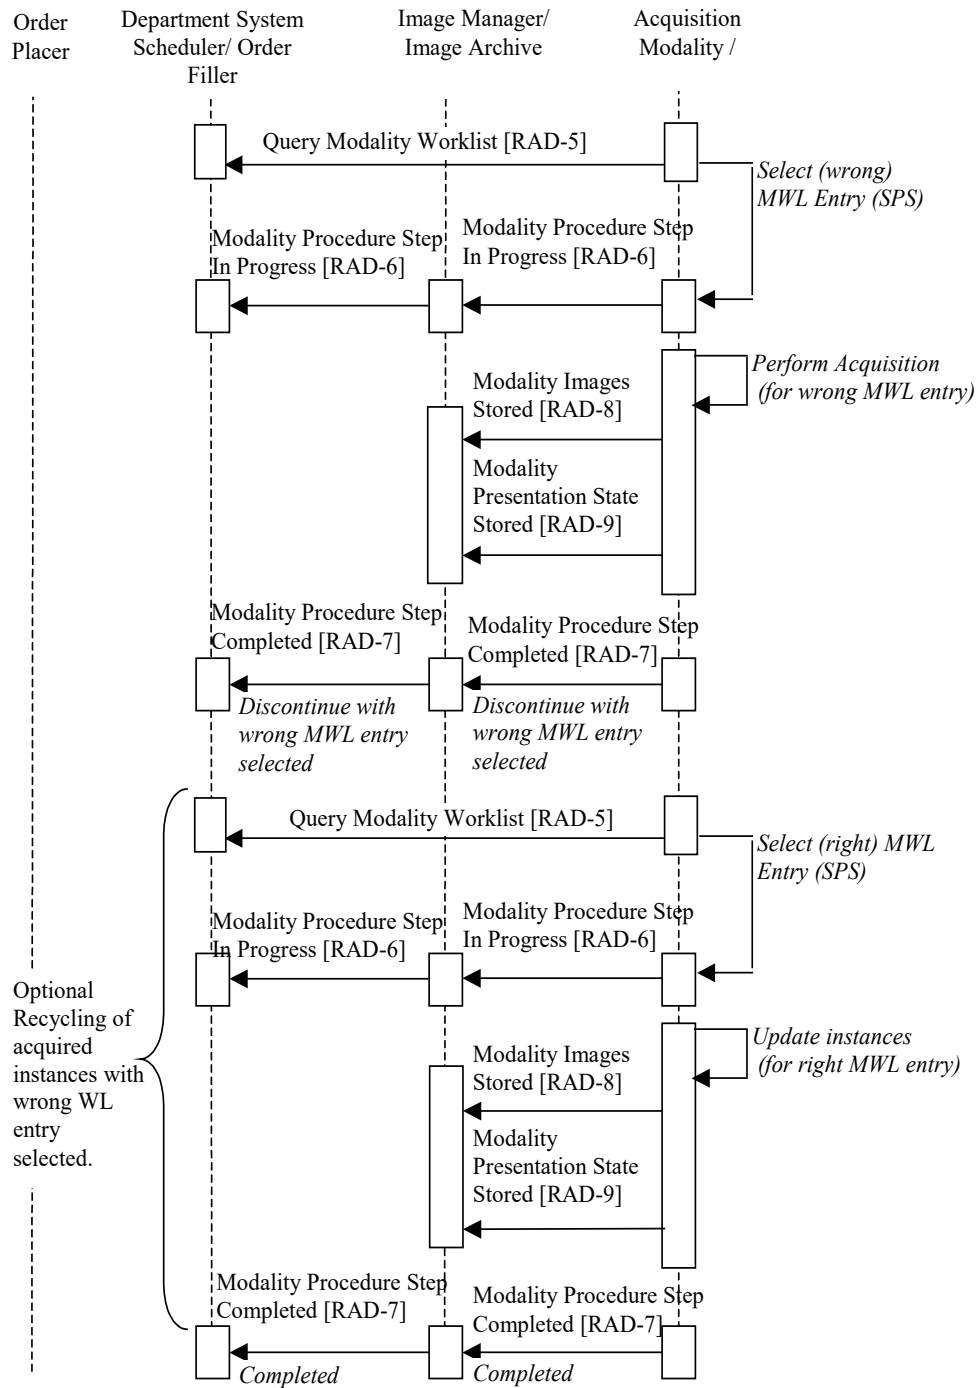 Order
Placer
Department System
Scheduler/ Order
Filler
Image Manager/
Image Archive
Acquisition
Modality /
Query Modality Worklist [RAD-5]
Select (wrong)
MWL Entry (SPS)
Modality Procedure Step
In Progress [RAD-6]
Modality Procedure Step
In Progress [RAD-6]
Perform Acquisition
(for wrong MWL entry)
Modality Images
Stored [RAD-8]
Modality
Presentation State
Stored [RAD-9]
Modality Procedure Step
Completed [RAD-7]
Modality Procedure Step
Completed [RAD-7]
Discontinue with
wrong MWL entry
selected
Discontinue with
wrong MWL entry
selected
Query Modality Worklist [RAD-5]
Select (right) MWL
Entry (SPS)
Modality Procedure Step
In Progress [RAD-6]
Modality Procedure Step
In Progress [RAD-6]
Optional
Recycling of
acquired
instances with
wrong WL
entry
selected.
Update instances
(for right MWL entry)
Modality Images
Stored [RAD-8]
Modality
Presentation State
Stored [RAD-9]
Modality Procedure Step
Completed [RAD-7]
Modality Procedure Step
Completed [RAD-7]
Completed
Completed